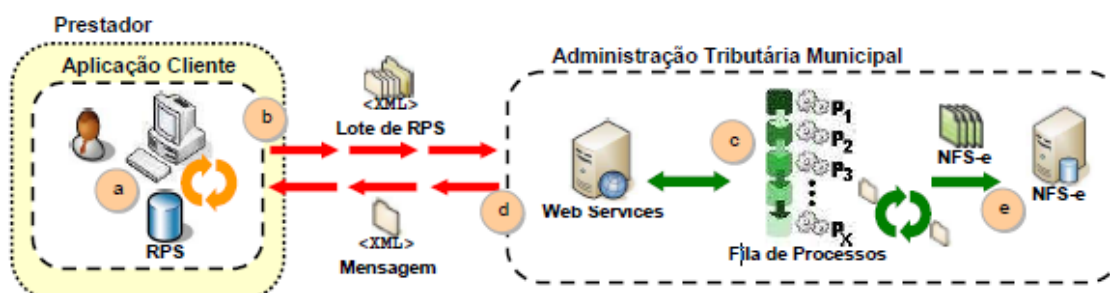 Prestador
Aplicação Cliente
a
RPS
b
<XML>
Lote de RPS
<XML>
Mensagem
d
Administração Tributária Municipal
Web Services
c
P1
P2
P3
PX
Fila de Processos
NFS-e
e
NFS-e